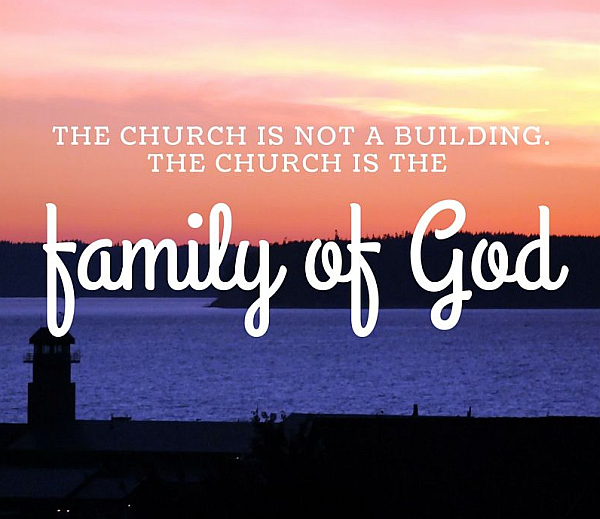 THE CHURCH IS NOT A BUILDING.
THE CHURCH IS THE
family of God